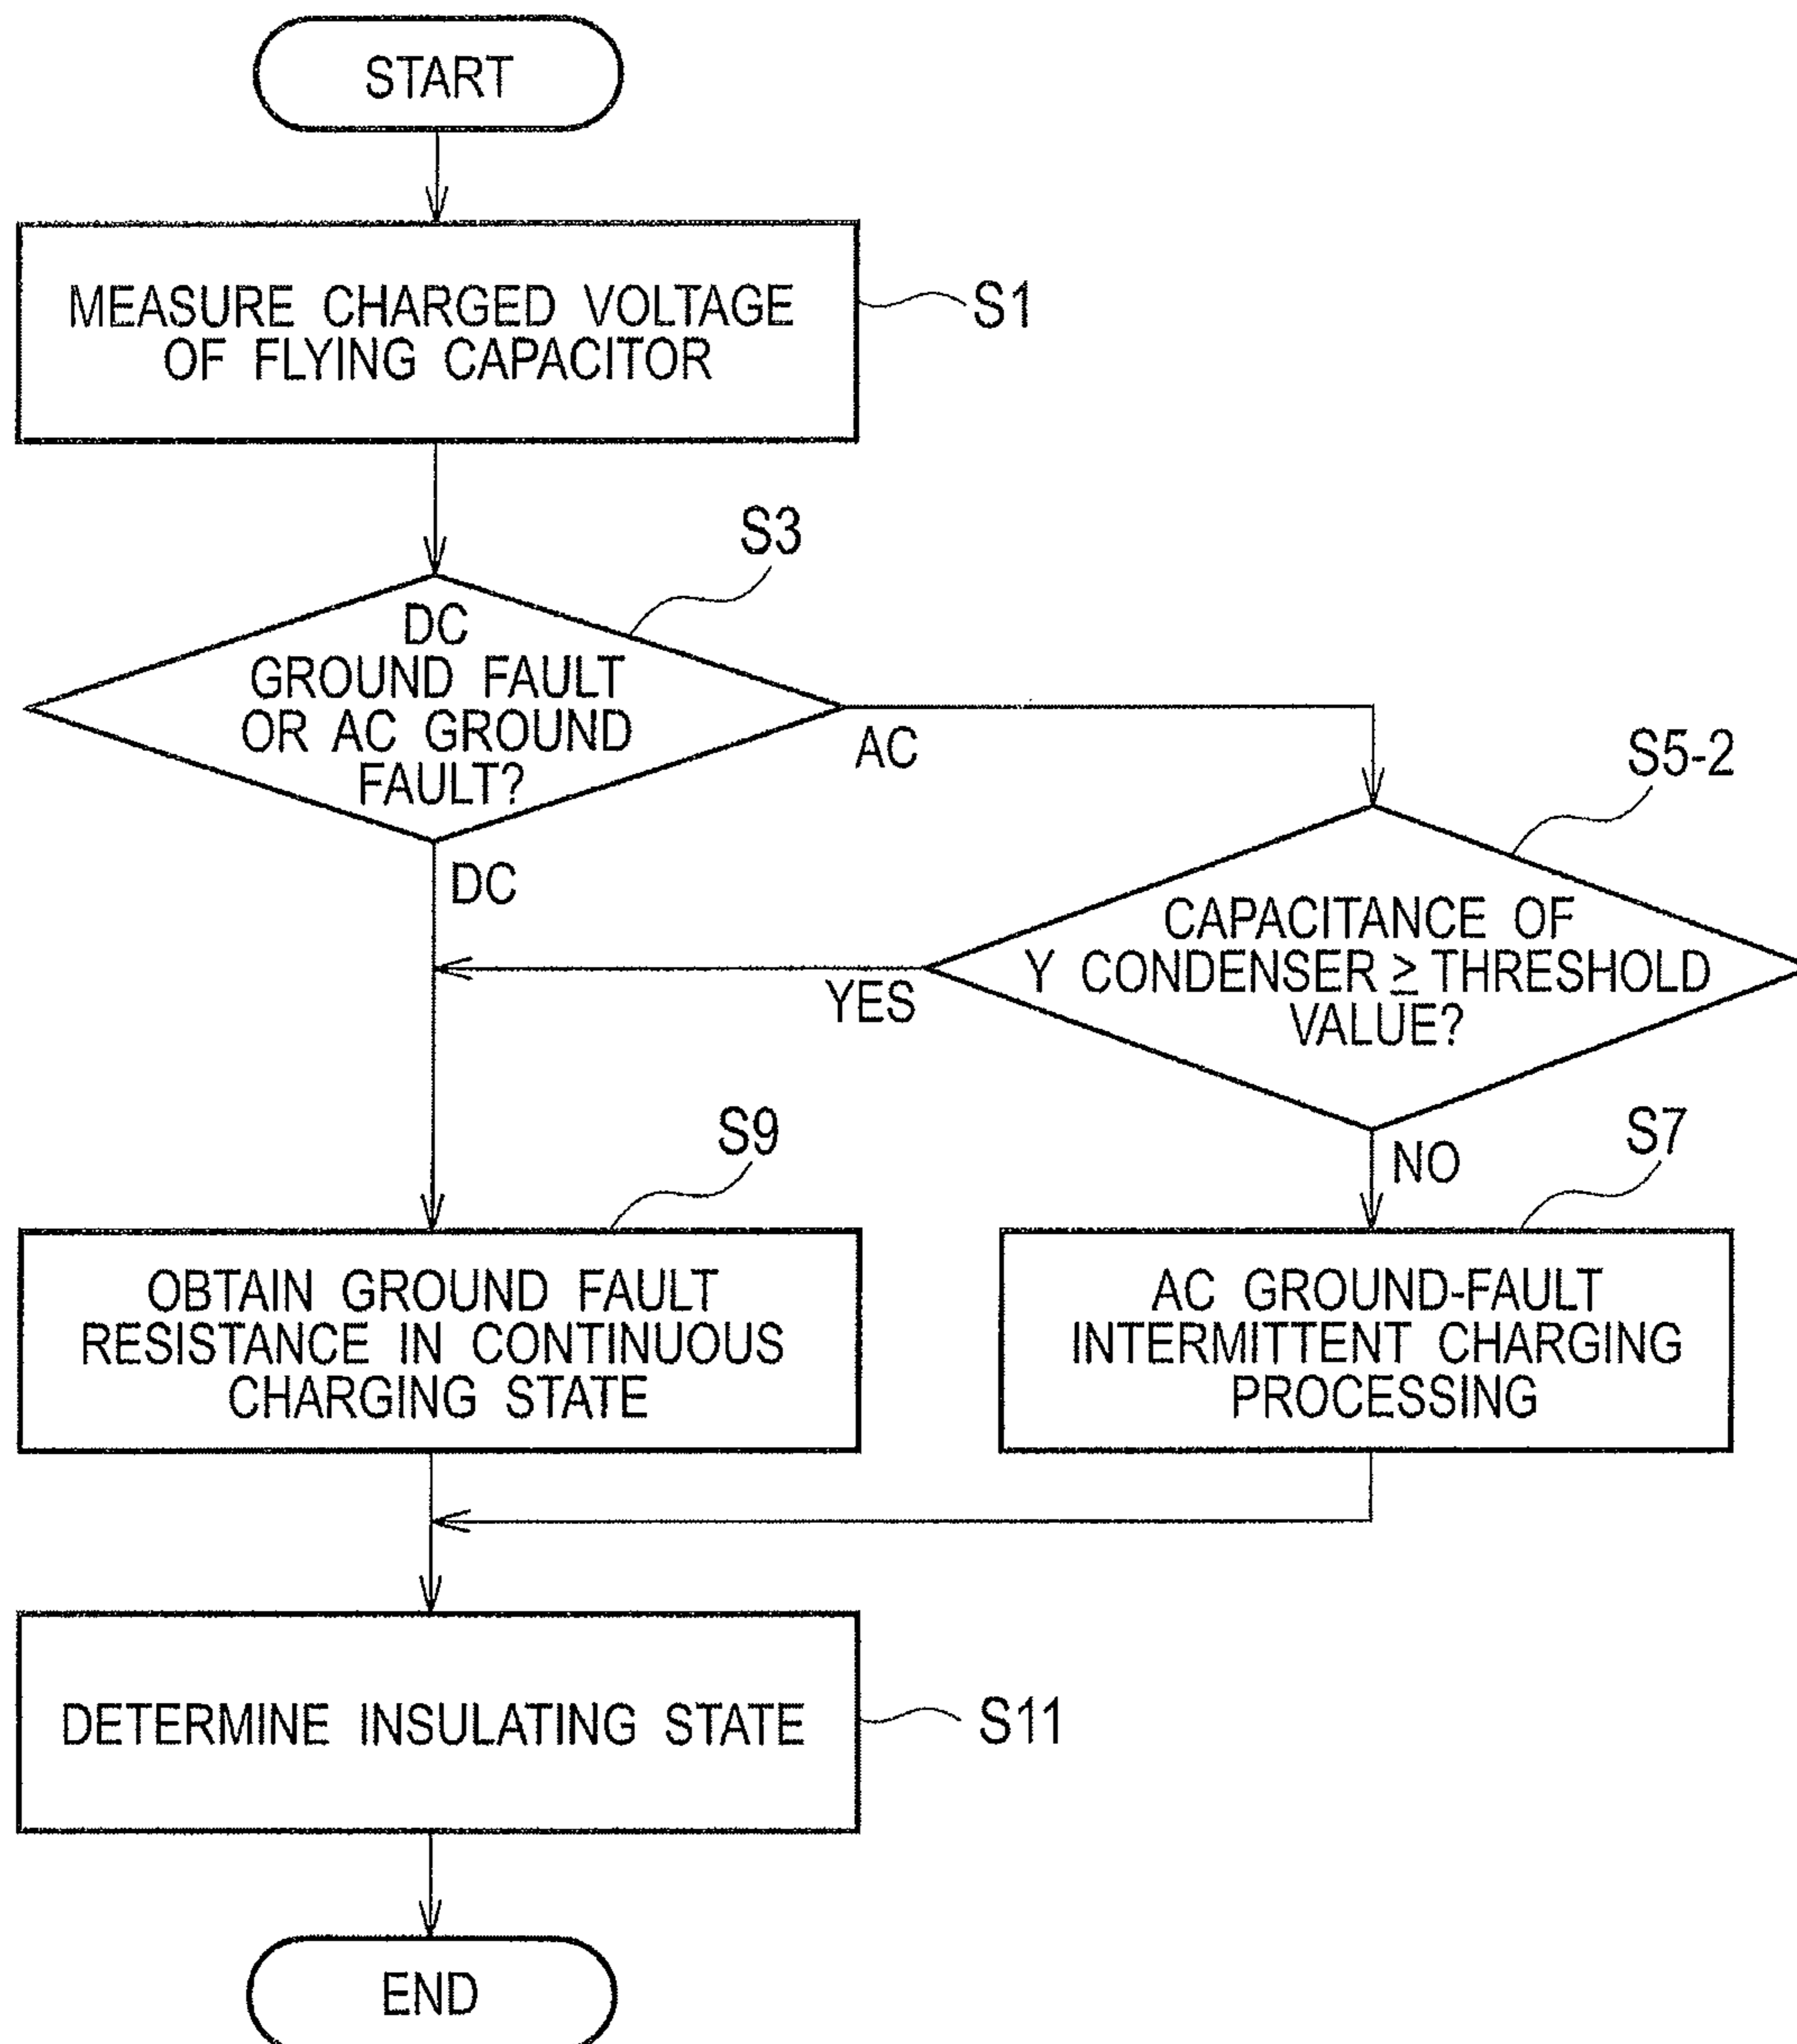 START
MEASURE CHARGED VOLTAGE
OF FLYING CAPACITOR
S1
S3
DC
GROUND FAULT
OR AC GROUND
FAULT?
AC
DC
S5-2
CAPACITANCE OF
Y CONDENSER ≥ THRESHOLD
VALUE?
YES
NO
S9
OBTAIN GROUND FAULT
RESISTANCE IN CONTINUOUS
CHARGING STATE
S7
AC GROUND-FAULT
INTERMITTENT CHARGING
PROCESSING
DETERMINE INSULATING STATE
S11
END